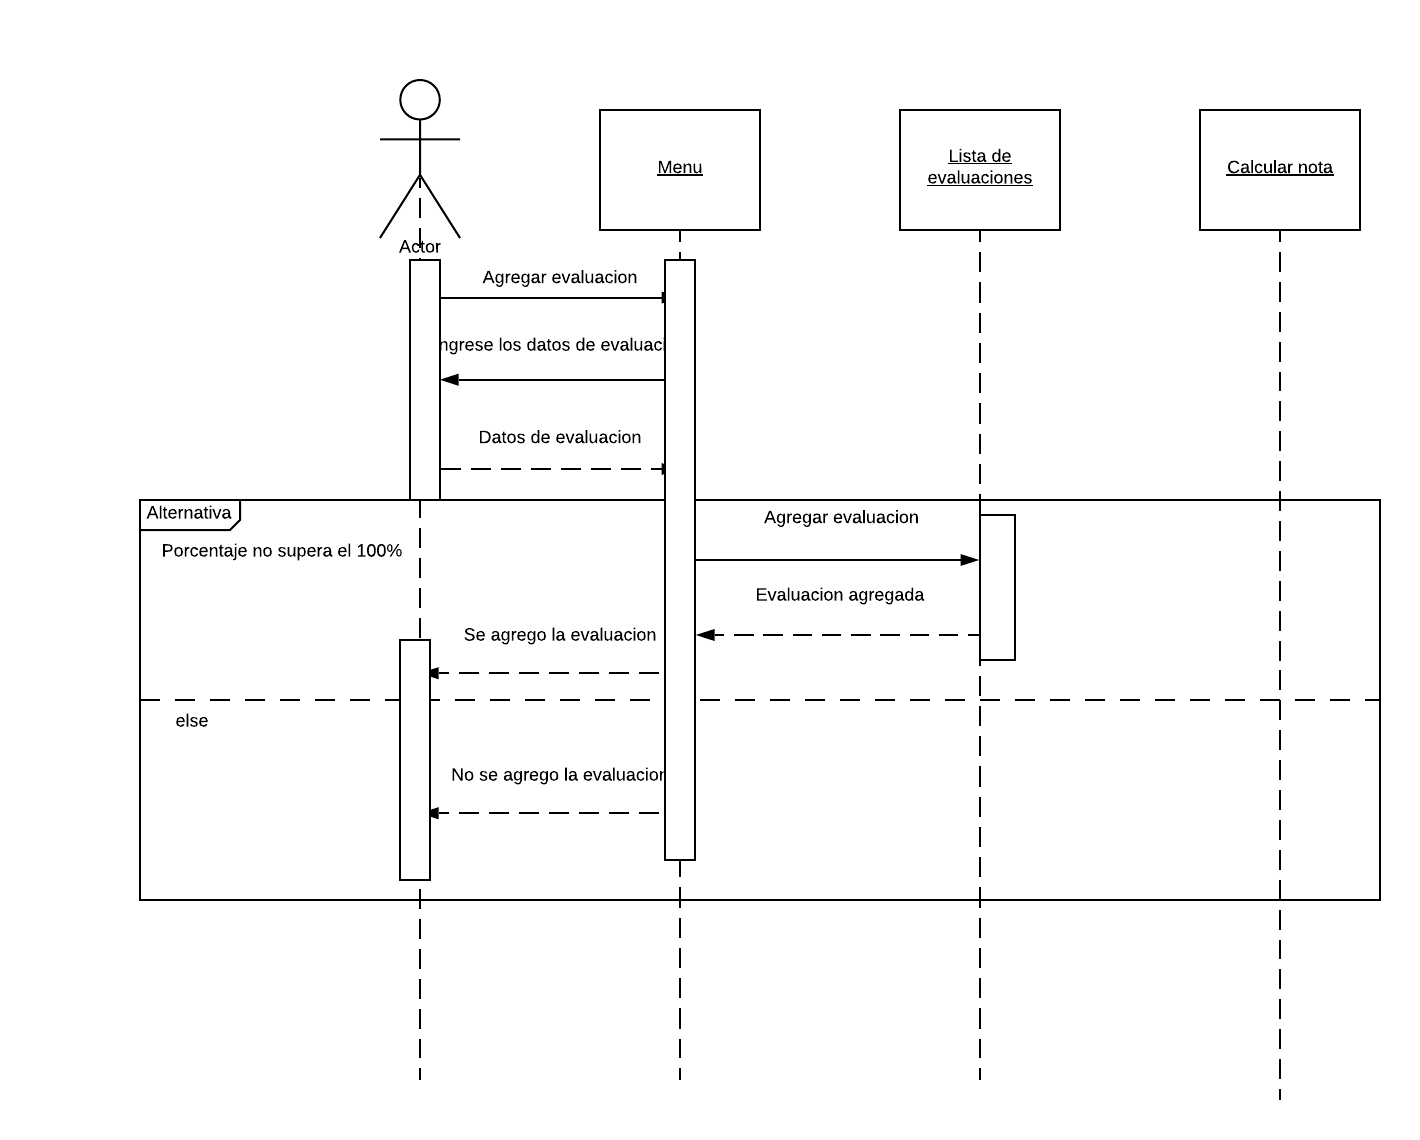 Actor
Menu
Lista de
evaluaciones
Calcular nota
Agregar evaluacion
ngrese los datos de evaluaci
Datos de evaluacion
Alternativa
Porcentaje no supera el 100%
Agregar evaluacion
Evaluacion agregada
Se agrego la evaluacion
else
No se agrego la evaluacion